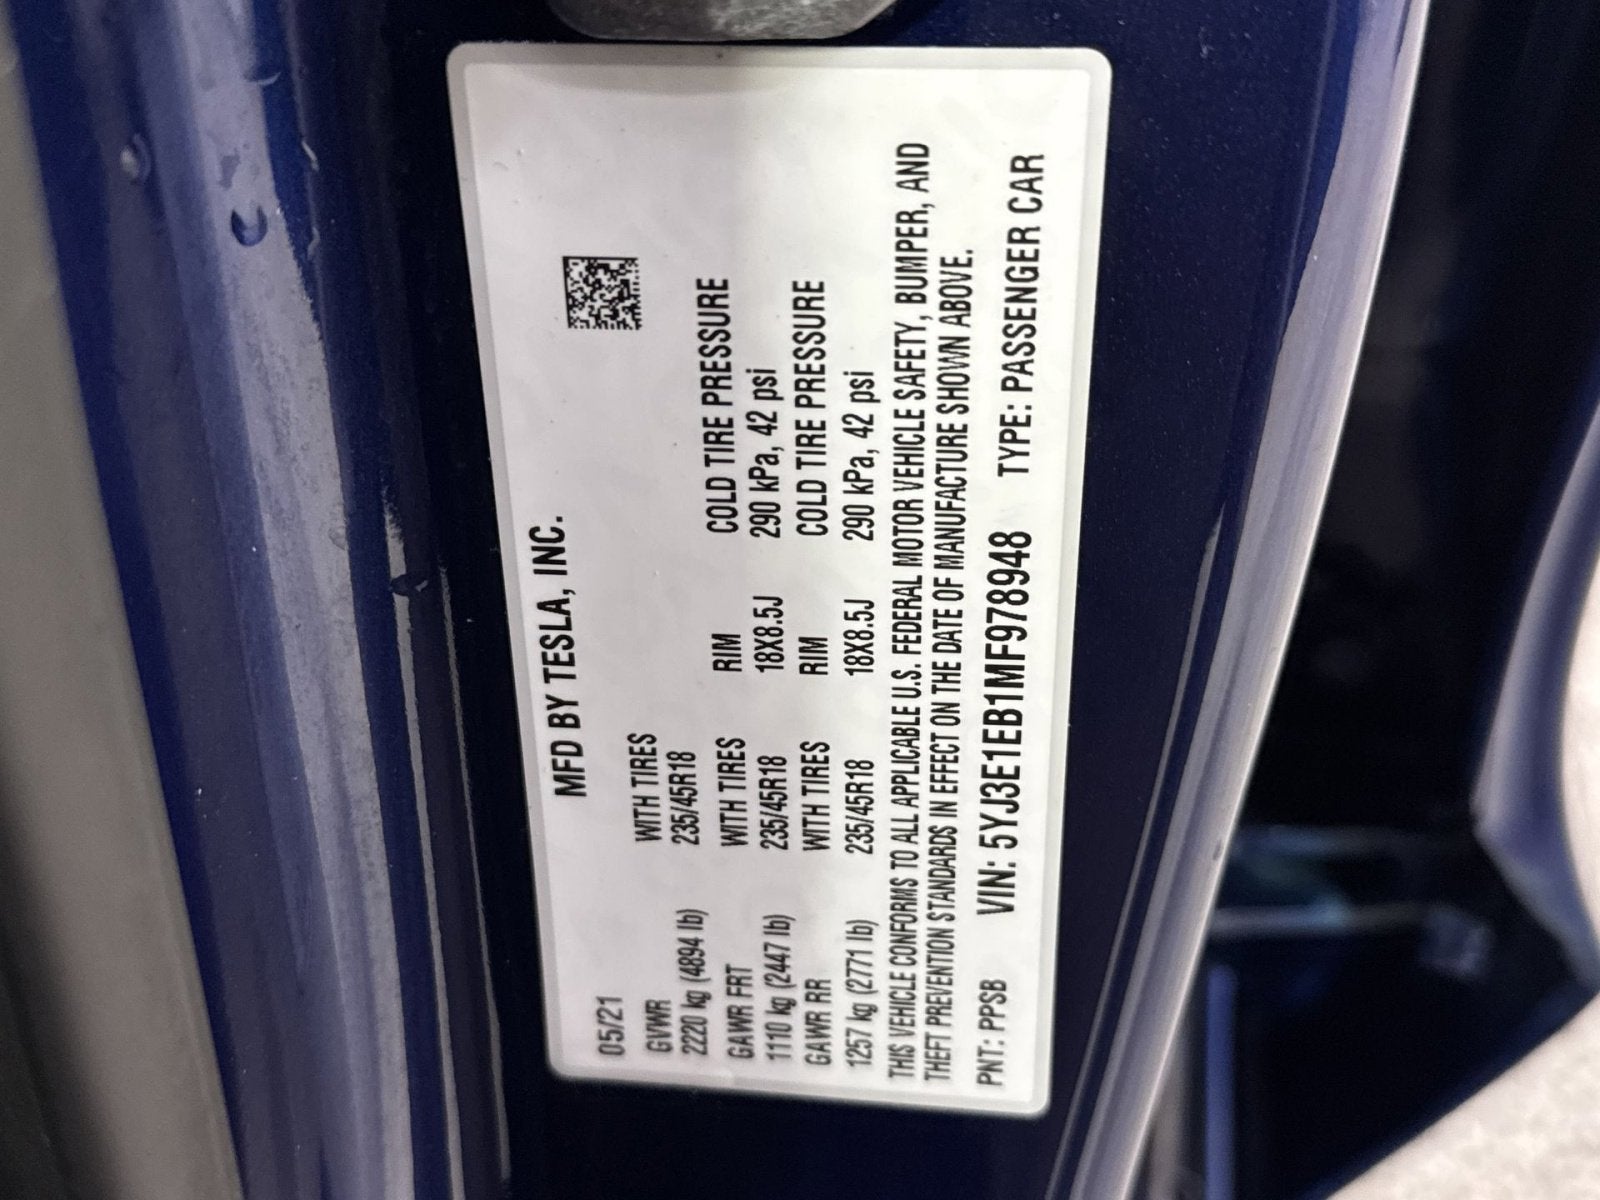 MFD BY TESLA, INC.
05/21
GVWR WITH TIRES
2220 kg (4894 lb) 235/45R18
GAWR FRT WITH TIRES RIM COLD TIRE PRESSURE
1110 kg (2447 lb) 235/45R18 18X8.5J 290 kPa, 42 psi
GAWR RR WITH TIRES RIM COLD TIRE PRESSURE
1257 kg (2771 lb) 235/45R18 18X8.5J 290 kPa, 42 psi
THIS VEHICLE CONFORMS TO ALL APPLICABLE U.S. FEDERAL MOTOR VEHICLE SAFETY, BUMPER, AND
THEFT PREVENTION STANDARDS IN EFFECT ON THE DATE OF MANUFACTURE SHOWN ABOVE.
PNT: PPSB VIN: 5YJ3E1EB1MF978948 TYPE: PASSENGER CAR